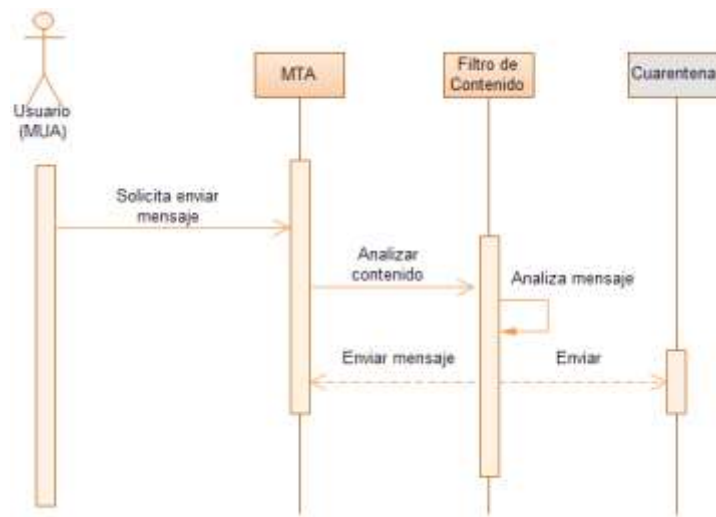 Usuario
(MUA)
MTA
Filtro de
Contenido
Cuarentena
Solicita enviar
mensaje
Analizar
contenido
Analiza mensaje
Enviar mensaje
Enviar